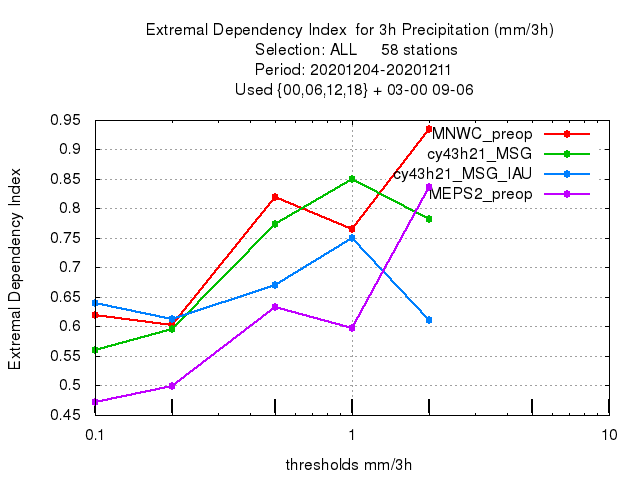 Extremal Dependency Index  for 3h Precipitation (mm/3h)
Selection: ALL     58 stations
Period: 20201204-20201211
Used {00,06,12,18} + 03-00 09-06
Extremal Dependency Index
0.95
0.9
0.85
0.8
0.75
0.7
0.65
0.6
0.55
0.5
0.45
MNWC_preop
cy43h21_MSG
cy43h21_MSG_IAU
MEPS2_preop
0.1 1 10
thresholds mm/3h